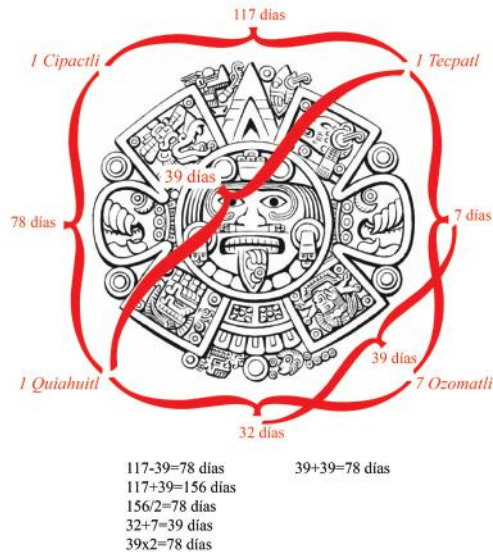 117 días
1 Cipactli
1 Tecpatl
39 días
78 días
7 días
39 días
1 Quiahuitl
7 Ozomatli
32 días
117-39=78 días
39+39=78 días
117+39=156 días
156/2=78 días
32+7=39 días
39x2=78 días